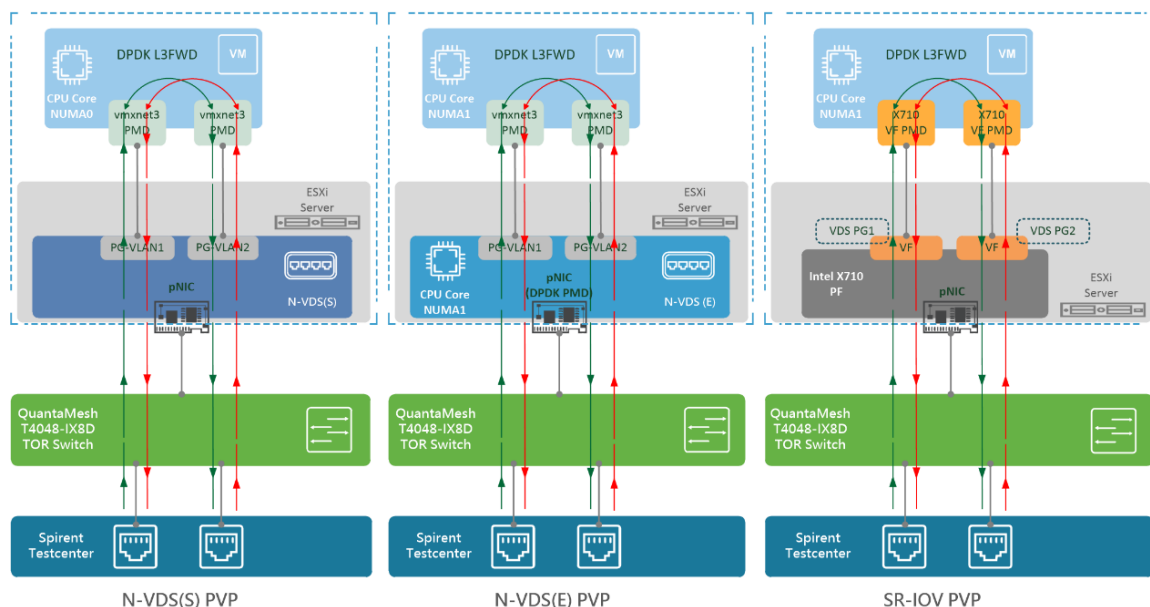 DPDK L3FWD
VM
CPU Core
NUMA0
vmxnet3
PMD
vmxnet3
PMD
ESXi
Server
PG-VLAN1
PG-VLAN2
pNIC
N-VDS(S)
QuantaMesh
T4048-IX8D
TOR Switch
Spirent
Testcenter
N-VDS(S) PVP
DPDK L3FWD
VM
CPU Core
NUMA1
vmxnet3
PMD
vmxnet3
PMD
ESXi
Server
PG-VLAN1
PG-VLAN2
CPU Core
NUMA1
pNIC
(DPDK PMD)
N-VDS (E)
QuantaMesh
T4048-IX8D
TOR Switch
Spirent
Testcenter
N-VDS(E) PVP
DPDK L3FWD
VM
CPU Core
NUMA1
X710
VF PMD
X710
VF PMD
VDS PG1
VF
VF
VDS PG2
Intel X710
PF
pNIC
ESXi
Server
QuantaMesh
T4048-IX8D
TOR Switch
Spirent
Testcenter
SR-IOV PVP